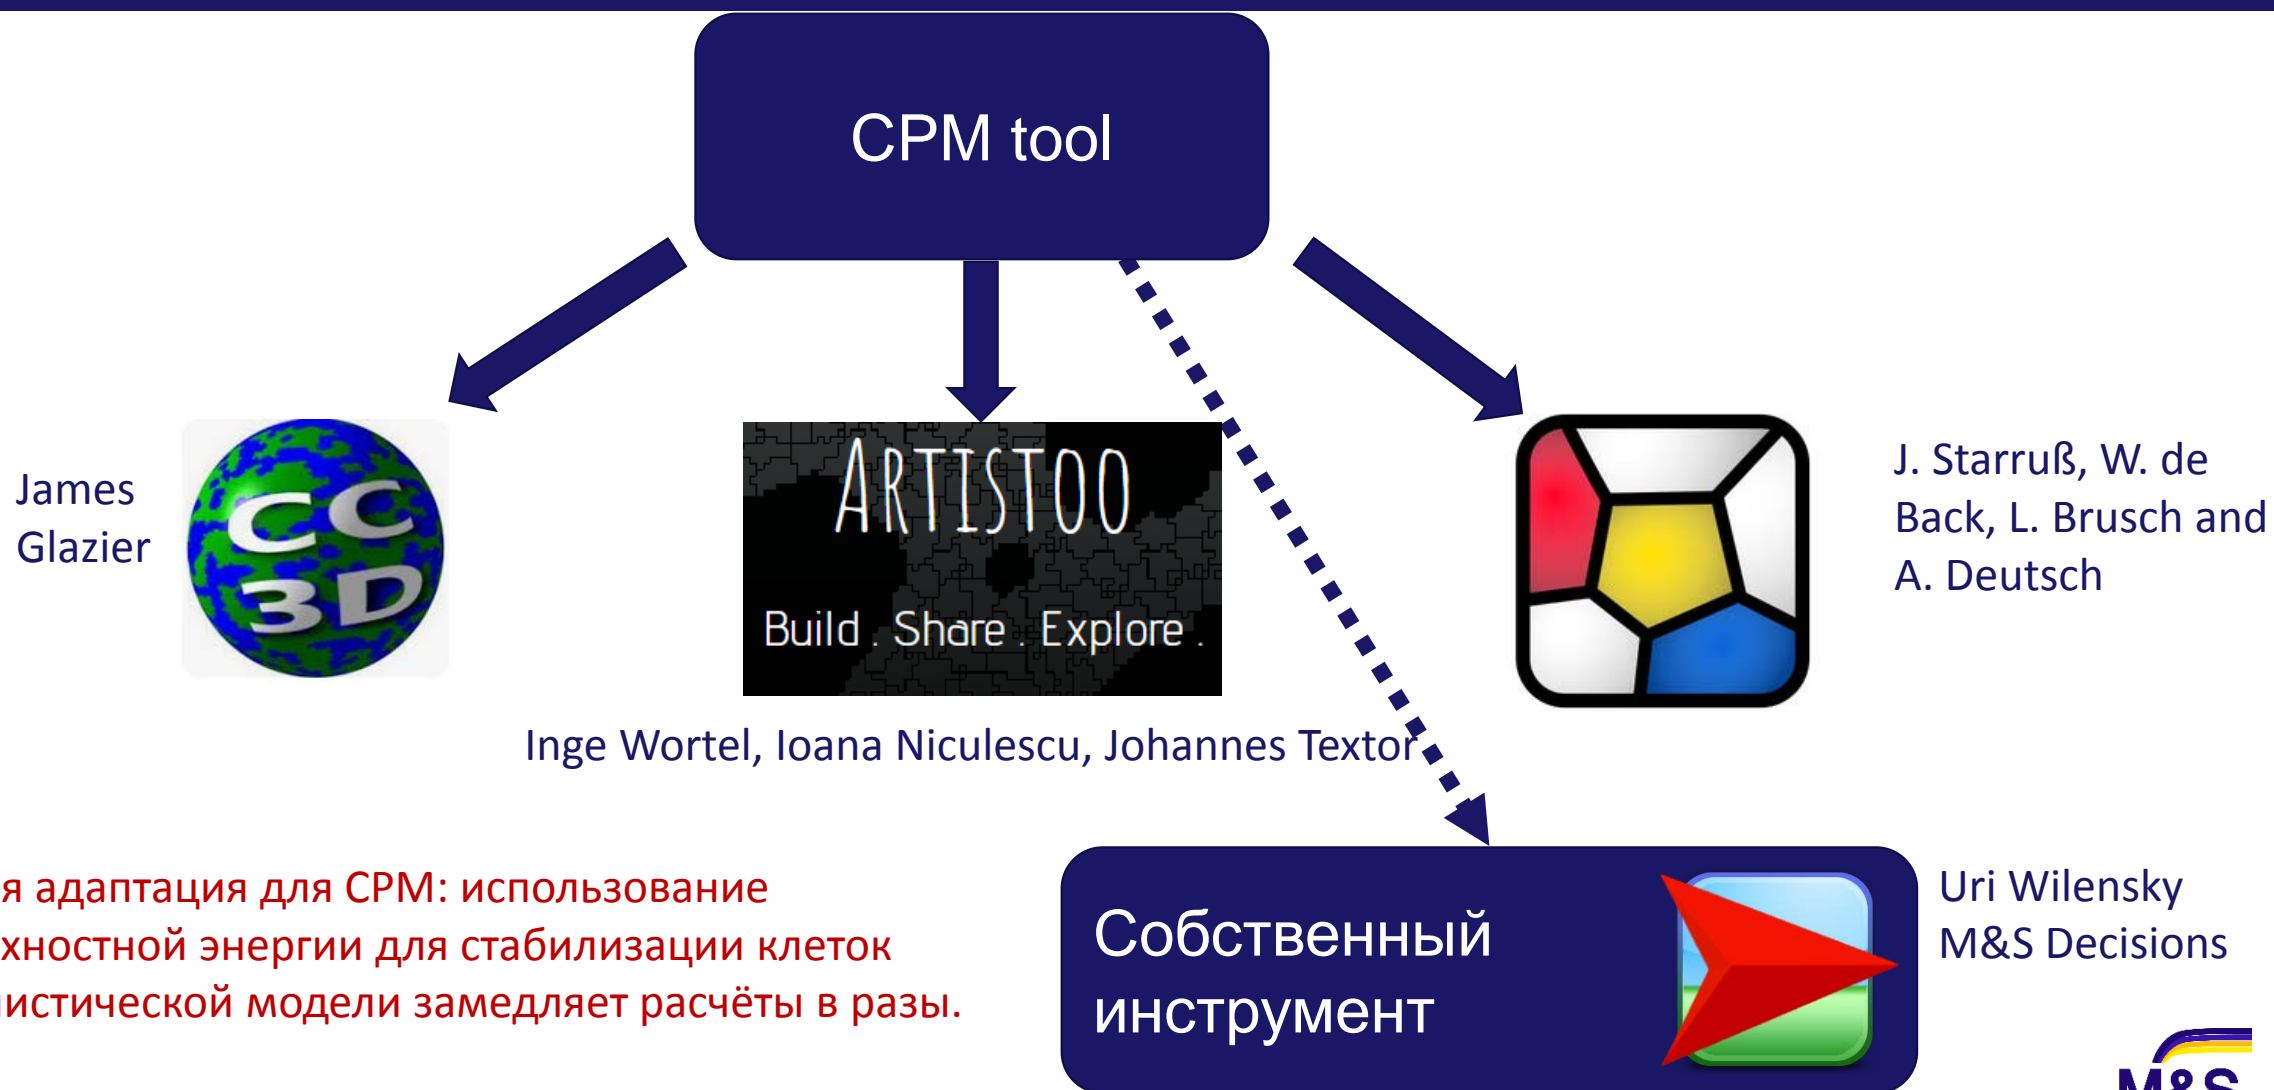 CPM tool
James
Glazier
CC
3D
ARTISTOO
Build . Share . Explore .
J. Starruß, W. de
Back, L. Brusch and
A. Deutsch
Inge Wortel, Ioana Niculescu, Johannes Textor
я адаптация для CPM: использование
хностной энергии для стабилизации клеток
истической модели замедляет расчёты в разы.
Собственный
инструмент
Uri Wilensky
M&S Decisions
M&S